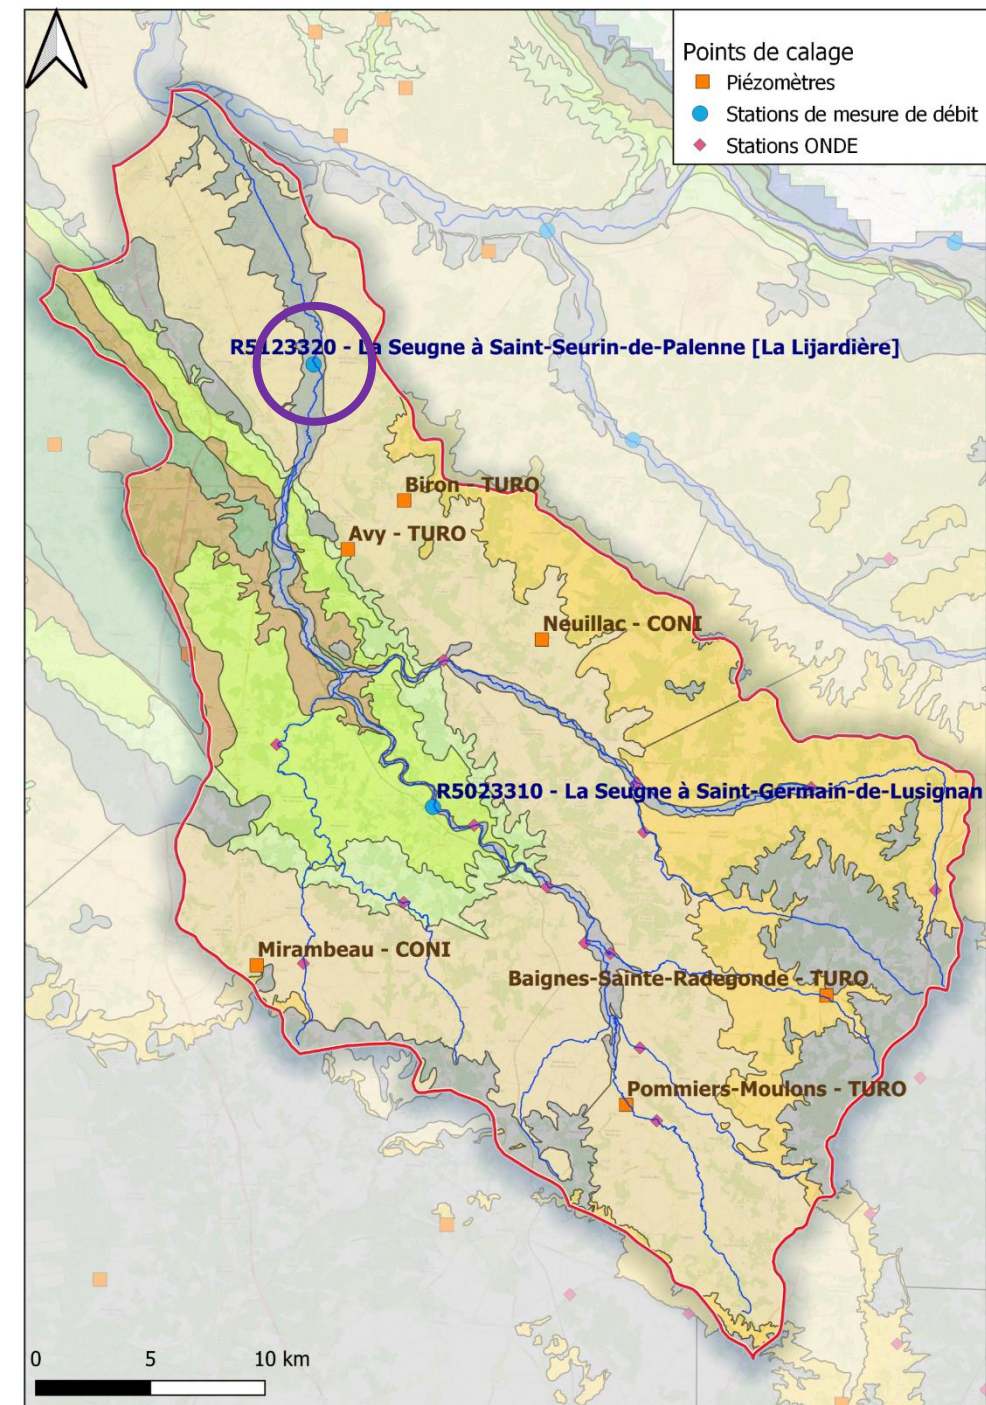 Points de calage
Piézomètres
Stations de mesure de débit
Stations ONDE
R5123320 - La Seugne à Saint-Seurin-de-Palenne [La Lijardière]
Biron - TURO
Avy - TURO
Neuillac - CONI
R5023310 - La Seugne à Saint-Germain-de-Lusignan
Mirambeau - CONI
Baignes-Sainte-Radegonde - TURO
Pommiers-Moulons - TURO
0 5 10 km